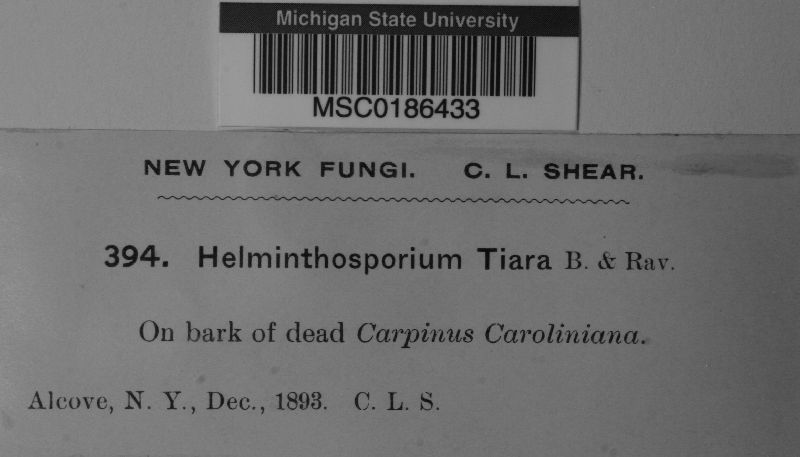 Michigan State University
MSC0186433
NEW YORK FUNGI. C. L. SHEAR.
394. Helminthosporium Tiara B. & Rav.
On bark of dead Carpinus Caroliniana.
Alcove, N. Y., Dec., 1893. C. L. S.